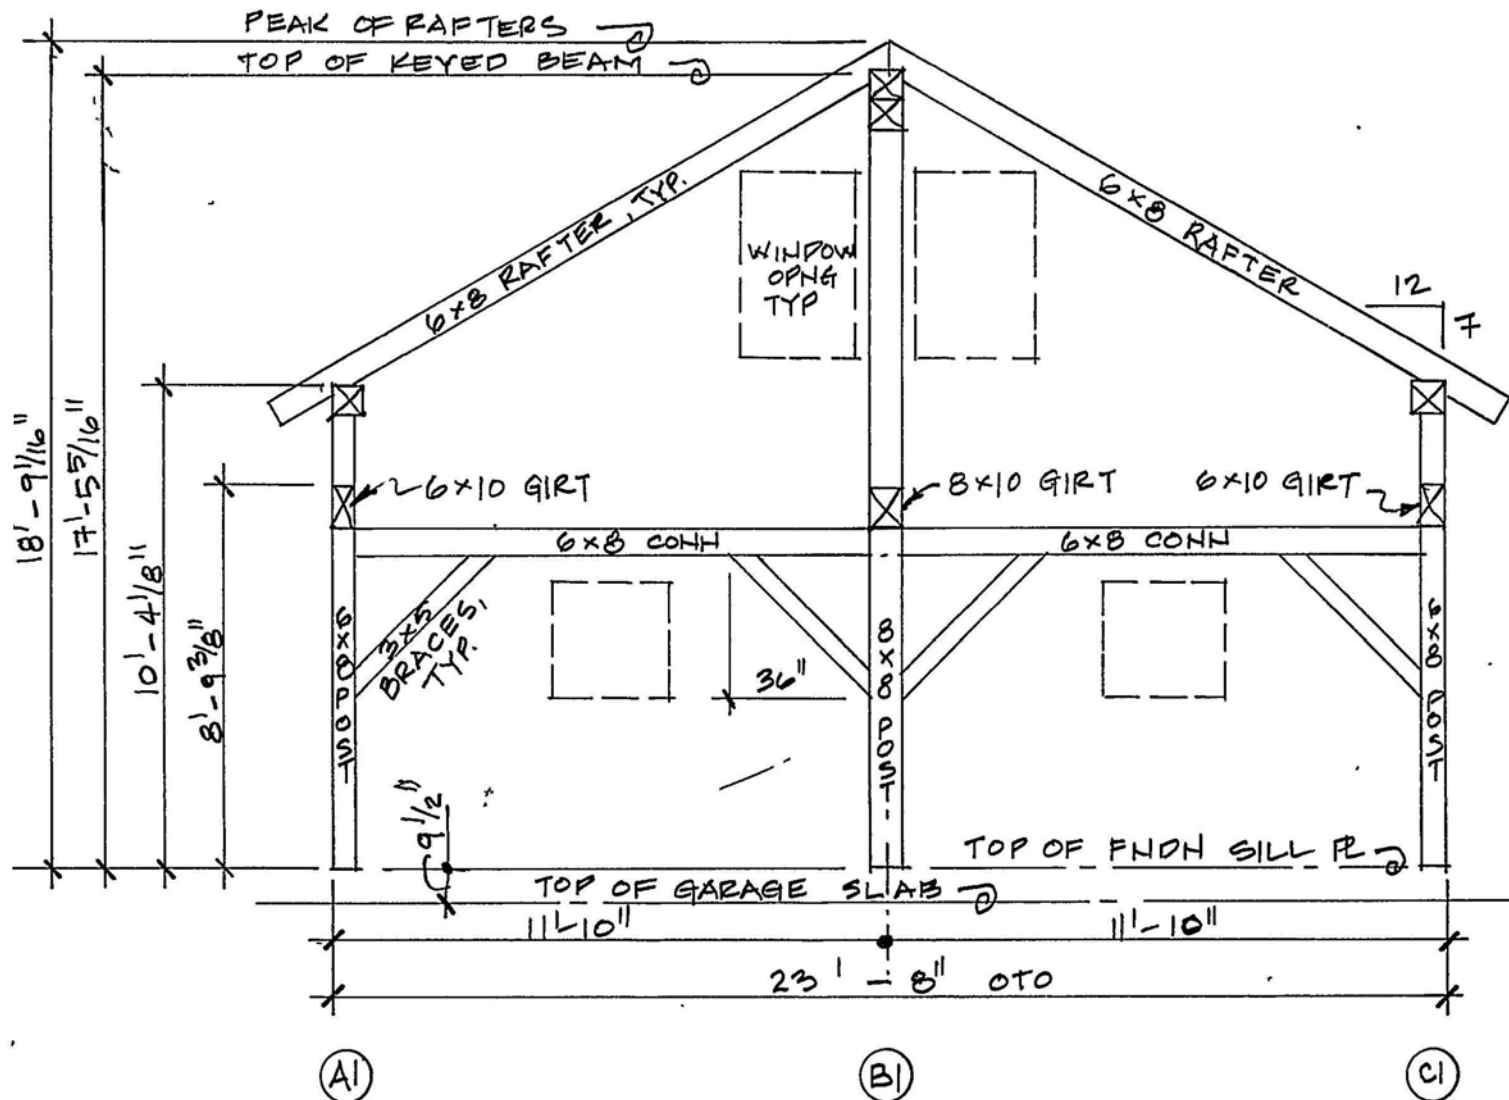 PEAK OF RAFTERS
TOP OF KEYED BEAM
6x8 RAFTER, TYP.
6x8 RAFTER
WINDOW
OPNG
TYP
12
7
18'-9 1/16"
17'-5 5/16"
10'-4 1/8"
8'-9 3/8"
6x10 GIRT
8x10 GIRT
6x10 GIRT
6x8 CONN
6x8 CONN
3x5
BRACES,
TYP.
6x8 POST
8x8 POST
6x8 POST
36"
9 1/2"
TOP OF FNDN SILL PL
TOP OF GARAGE SLAB
11'-10"
11'-10"
23'-8" OTO
A1
B1
C1